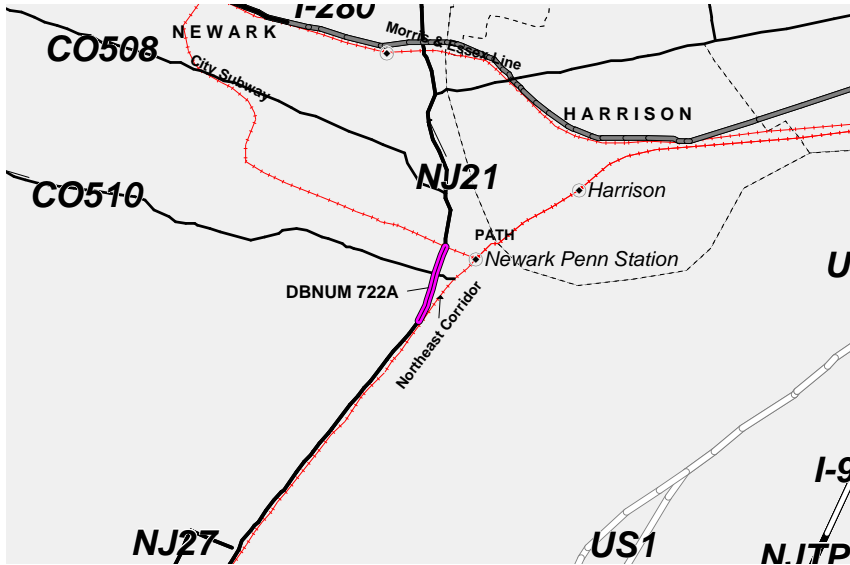 I-280
NEWARK
Morris & Essex Line
CO508
City Subway
HARRISON
NJ21
CO510
Harrison
PATH
Newark Penn Station
U
DBNUM 722A
Northeast Corridor
I-9
NJ27
US1
NJTP